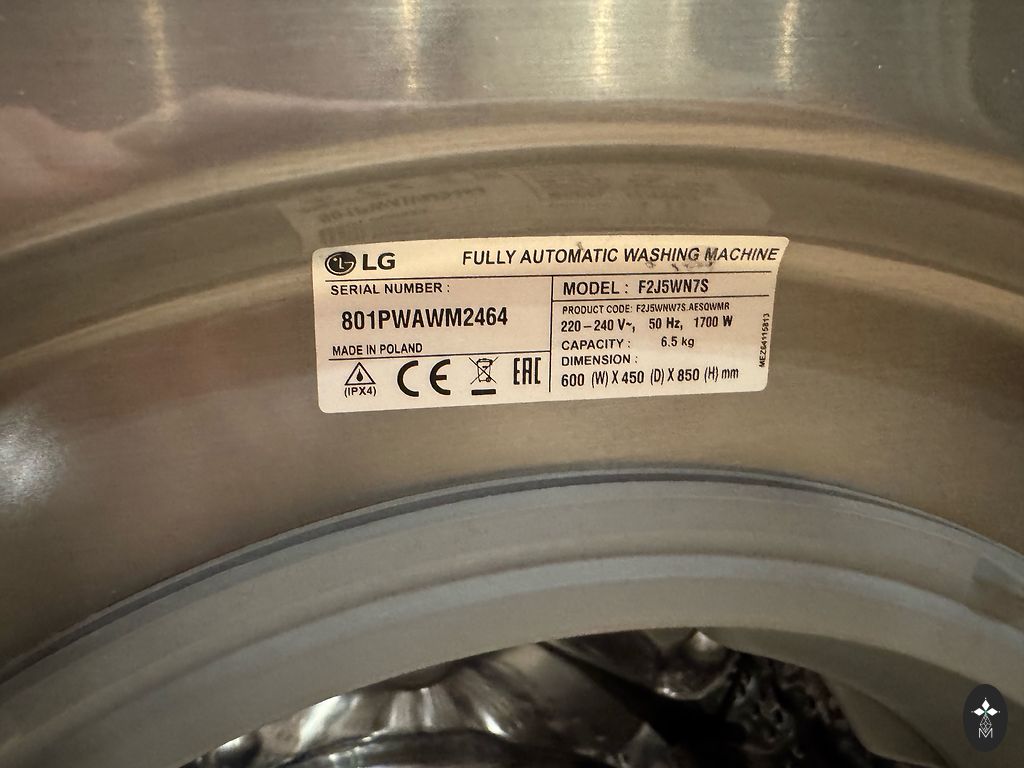 LG FULLY AUTOMATIC WASHING MACHINE
SERIAL NUMBER :
801PWAWM2464
MADE IN POLAND
(IPX4) CE EAC
MODEL : F2J5WN7S
PRODUCT CODE: F2J5WNW7S.AESQWMR
220-240 V~, 50 Hz, 1700 W
CAPACITY : 6.5 kg
DIMENSION :
600 (W) X 450 (D) X 850 (H) mm
MEZ64115813
M